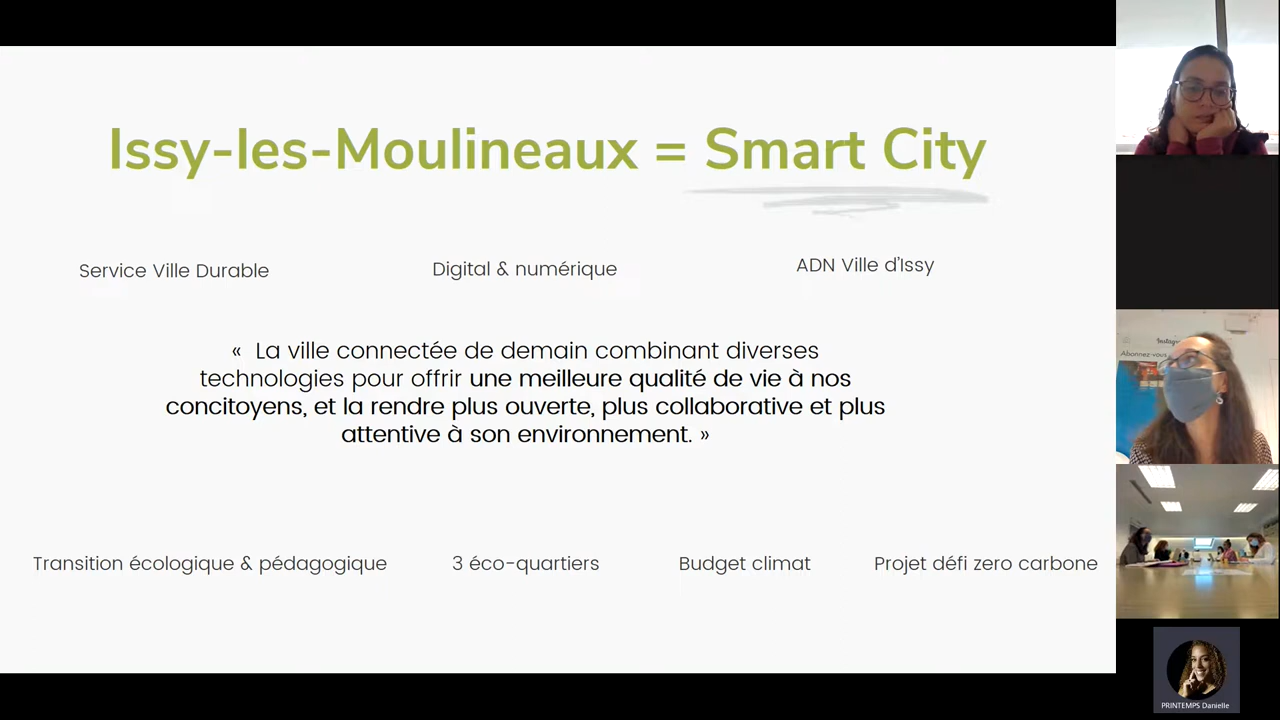 Issy-les-Moulineaux = Smart City
Service Ville Durable
Digital & numérique
ADN Ville d'Issy
« La ville connectée de demain combinant diverses
technologies pour offrir une meilleure qualité de vie à nos
concitoyens, et la rendre plus ouverte, plus collaborative et plus
attentive à son environnement. »
Transition écologique & pédagogique
3 éco-quartiers
Budget climat
Projet défi zero carbone
Abonnez-vous
PRINTEMPS Danielle